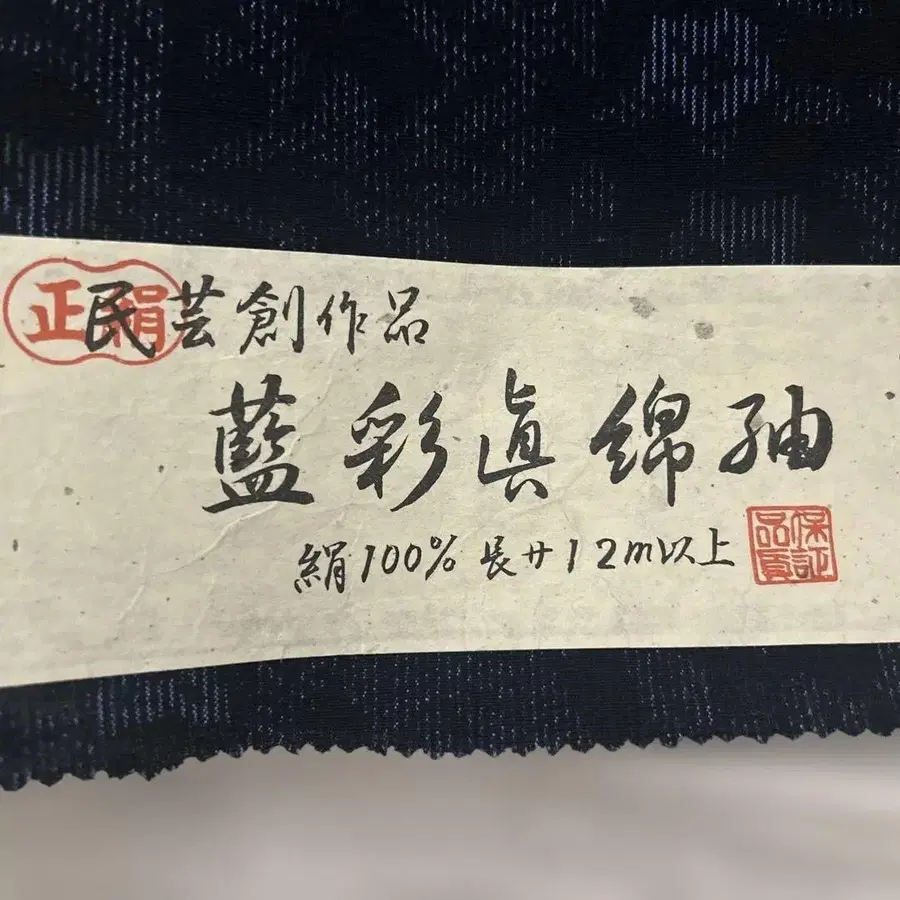 正絹
民芸創作品
藍彩眞綿紬
絹100% 長サ12m以上
品質保証